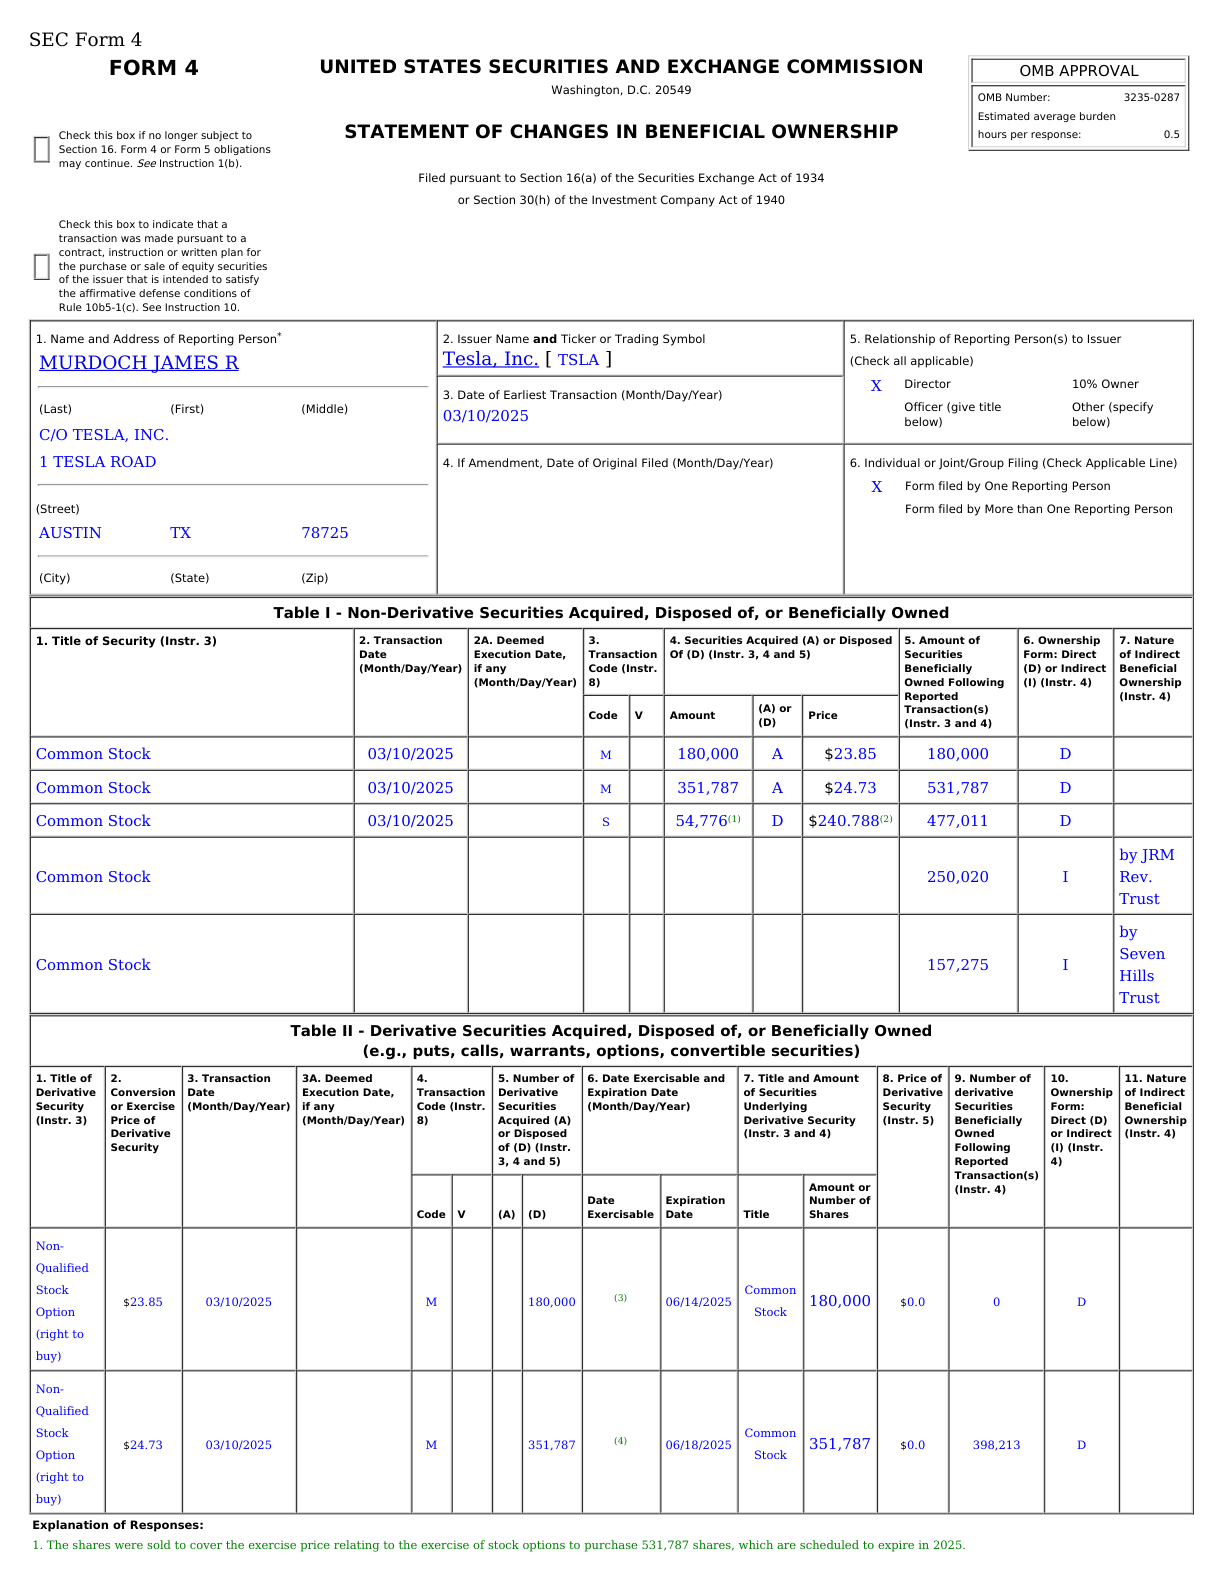 SEC Form 4
FORM 4
UNITED STATES SECURITIES AND EXCHANGE COMMISSION
Washington, D.C. 20549
STATEMENT OF CHANGES IN BENEFICIAL OWNERSHIP
Filed pursuant to Section 16(a) of the Securities Exchange Act of 1934
or Section 30(h) of the Investment Company Act of 1940
OMB APPROVAL
OMB Number: 3235-0287
Estimated average burden
hours per response: 0.5
Check this box if no longer subject to
Section 16. Form 4 or Form 5 obligations
may continue. See Instruction 1(b).
Check this box to indicate that a
transaction was made pursuant to a
contract, instruction or written plan for
the purchase or sale of equity securities
of the issuer that is intended to satisfy
the affirmative defense conditions of
Rule 10b5-1(c). See Instruction 10.
1. Name and Address of Reporting Person*
MURDOCH JAMES R
(Last) (First) (Middle)
C/O TESLA, INC.
1 TESLA ROAD
(Street)
AUSTIN TX 78725
(City) (State) (Zip)
2. Issuer Name and Ticker or Trading Symbol
Tesla, Inc. [ TSLA ]
3. Date of Earliest Transaction (Month/Day/Year)
03/10/2025
4. If Amendment, Date of Original Filed (Month/Day/Year)
5. Relationship of Reporting Person(s) to Issuer
(Check all applicable)
X Director 10% Owner
Officer (give title
below)
Other (specify
below)
6. Individual or Joint/Group Filing (Check Applicable Line)
X Form filed by One Reporting Person
Form filed by More than One Reporting Person
Table I - Non-Derivative Securities Acquired, Disposed of, or Beneficially Owned
1. Title of Security (Instr. 3)
2. Transaction
Date
(Month/Day/Year)
2A. Deemed
Execution Date,
if any
(Month/Day/Year)
3.
Transaction
Code (Instr.
8)
4. Securities Acquired (A) or Disposed
Of (D) (Instr. 3, 4 and 5)
5. Amount of
Securities
Beneficially
Owned Following
Reported
Transaction(s)
(Instr. 3 and 4)
6. Ownership
Form: Direct
(D) or Indirect
(I) (Instr. 4)
7. Nature
of Indirect
Beneficial
Ownership
(Instr. 4)
Code V Amount
(A) or
(D)
Price
Common Stock 03/10/2025 M 180,000 A $23.85 180,000 D
Common Stock 03/10/2025 M 351,787 A $24.73 531,787 D
Common Stock 03/10/2025 S 54,776(1) D $240.788(2) 477,011 D
Common Stock 250,020 I
by JRM
Rev.
Trust
Common Stock 157,275 I
by
Seven
Hills
Trust
Table II - Derivative Securities Acquired, Disposed of, or Beneficially Owned
(e.g., puts, calls, warrants, options, convertible securities)
1. Title of
Derivative
Security
(Instr. 3)
2.
Conversion
or Exercise
Price of
Derivative
Security
3. Transaction
Date
(Month/Day/Year)
3A. Deemed
Execution Date,
if any
(Month/Day/Year)
4.
Transaction
Code (Instr.
8)
5. Number of
Derivative
Securities
Acquired (A)
or Disposed
of (D) (Instr.
3, 4 and 5)
6. Date Exercisable and
Expiration Date
(Month/Day/Year)
7. Title and Amount
of Securities
Underlying
Derivative Security
(Instr. 3 and 4)
8. Price of
Derivative
Security
(Instr. 5)
9. Number of
derivative
Securities
Beneficially
Owned
Following
Reported
Transaction(s)
(Instr. 4)
10.
Ownership
Form:
Direct (D)
or Indirect
(I) (Instr.
4)
11. Nature
of Indirect
Beneficial
Ownership
(Instr. 4)
Code V (A) (D)
Date
Exercisable
Expiration
Date
Title
Amount or
Number of
Shares
Non-
Qualified
Stock
Option
(right to
buy)
$23.85 03/10/2025 M 180,000 (3) 06/14/2025
Common
Stock
180,000 $0.0 0 D
Non-
Qualified
Stock
Option
(right to
buy)
$24.73 03/10/2025 M 351,787 (4) 06/18/2025
Common
Stock
351,787 $0.0 398,213 D
Explanation of Responses:
1. The shares were sold to cover the exercise price relating to the exercise of stock options to purchase 531,787 shares, which are scheduled to expire in 2025.